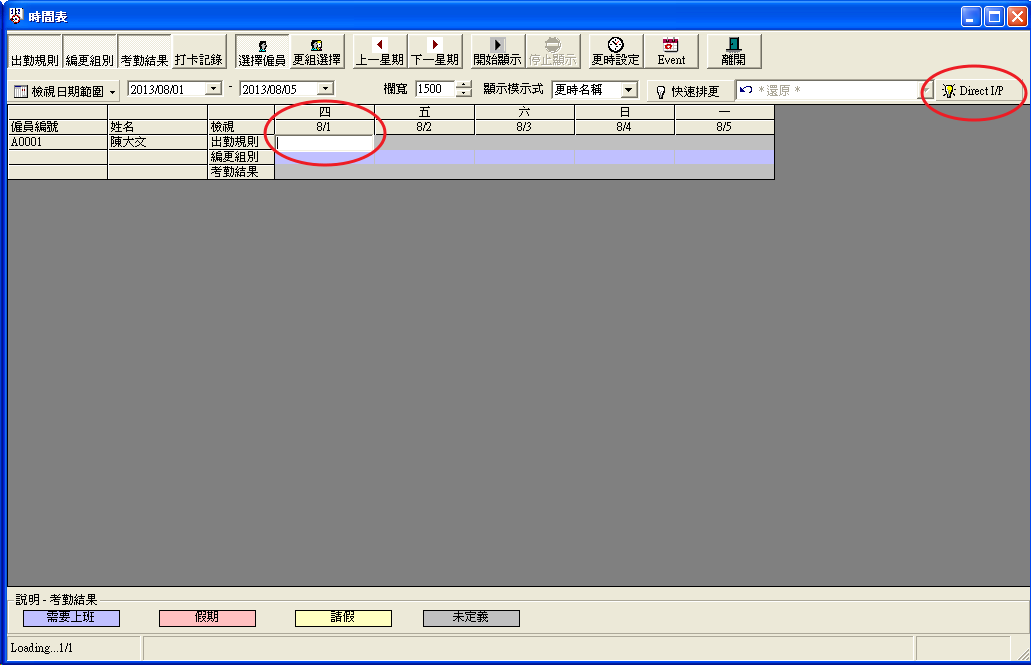 時間表
出勤規則 編更組別 考勤結果 打卡記錄 選擇僱員 更組選擇 上一星期 下一星期 開始顯示 停止顯示 更時設定 Event 離開
檢視日期範圍 2013/08/01 - 2013/08/05 欄寬 1500 顯示模示式 更時名稱 快速排更 *還原 * Direct I/P
四 五 六 日 一
僱員編號 姓名 檢視 8/1 8/2 8/3 8/4 8/5
A0001 陳大文 出勤規則
編更組別
考勤結果
說明 - 考勤結果
需要上班 假期 請假 未定義
Loading...1/1